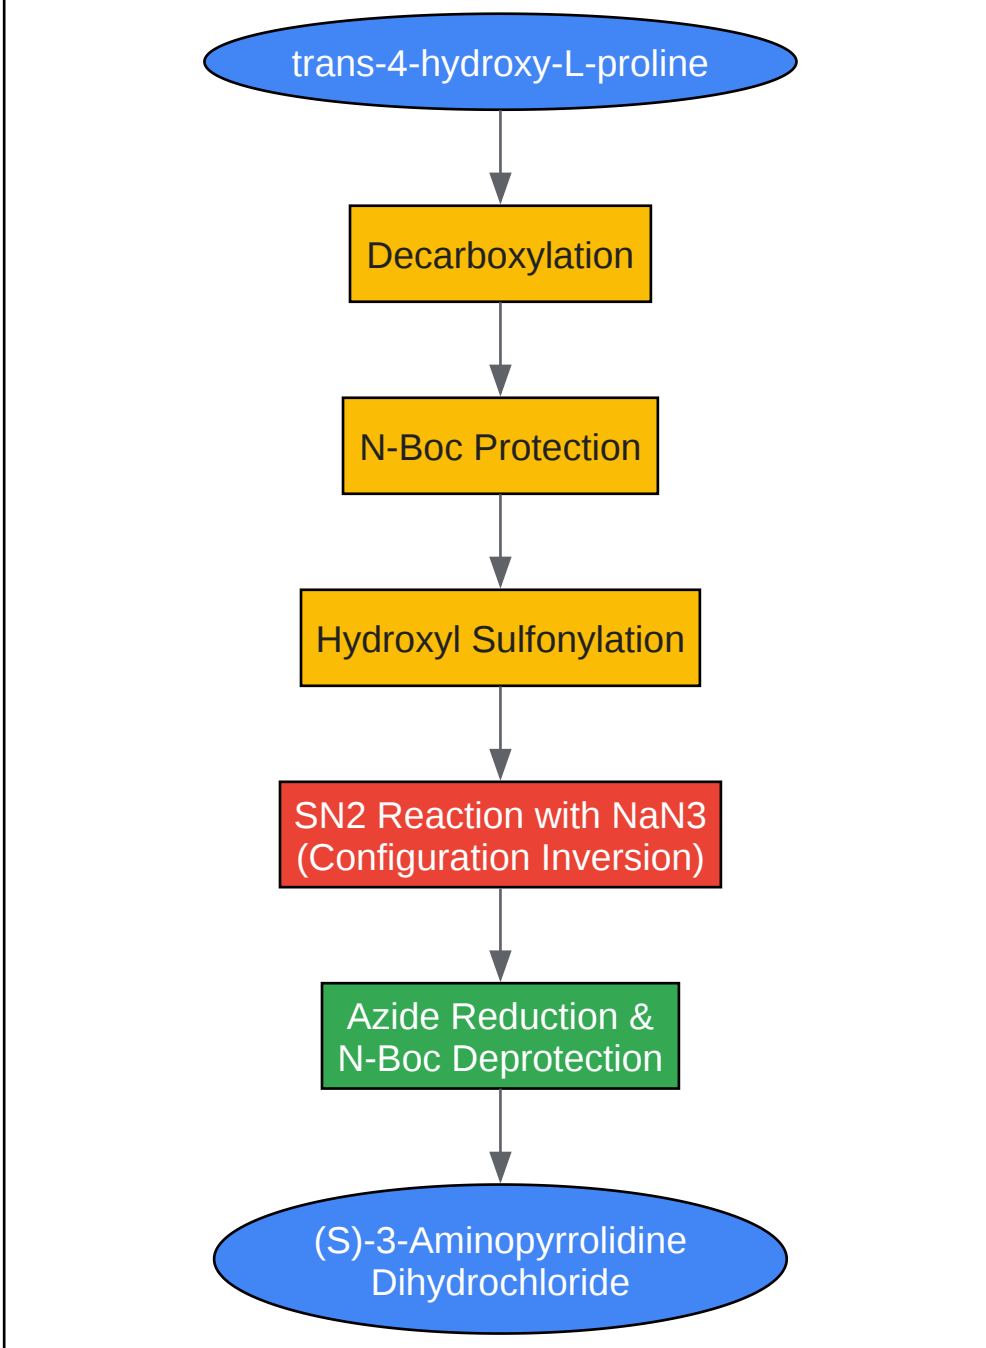 trans-4-hydroxy-L-proline
Decarboxylation
N-Boc Protection
Hydroxyl Sulfonylation
SN2 Reaction with NaN3
(Configuration Inversion)
Azide Reduction &
N-Boc Deprotection
(S)-3-Aminopyrrolidine
Dihydrochloride